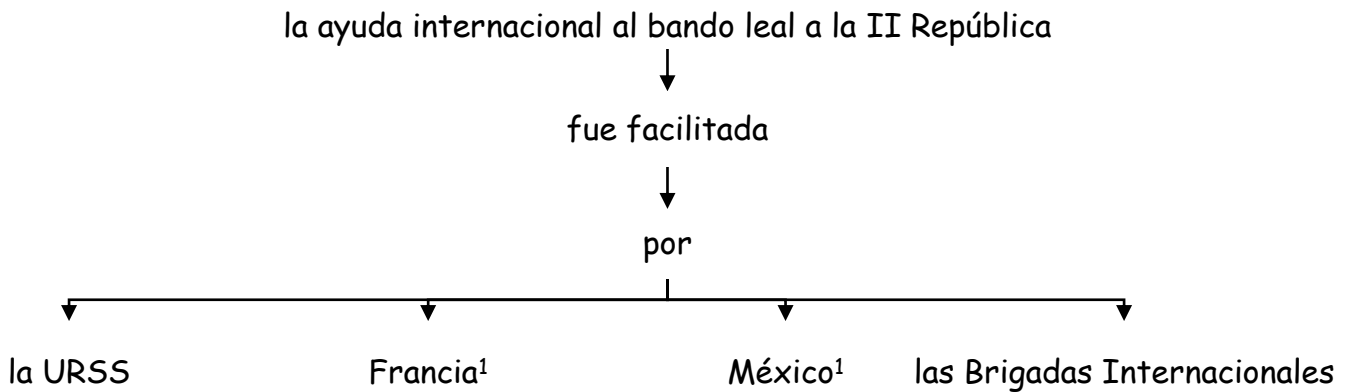 la ayuda internacional al bando leal a la II República
fue facilitada
por
la URSS Francia¹ México¹ las Brigadas Internacionales